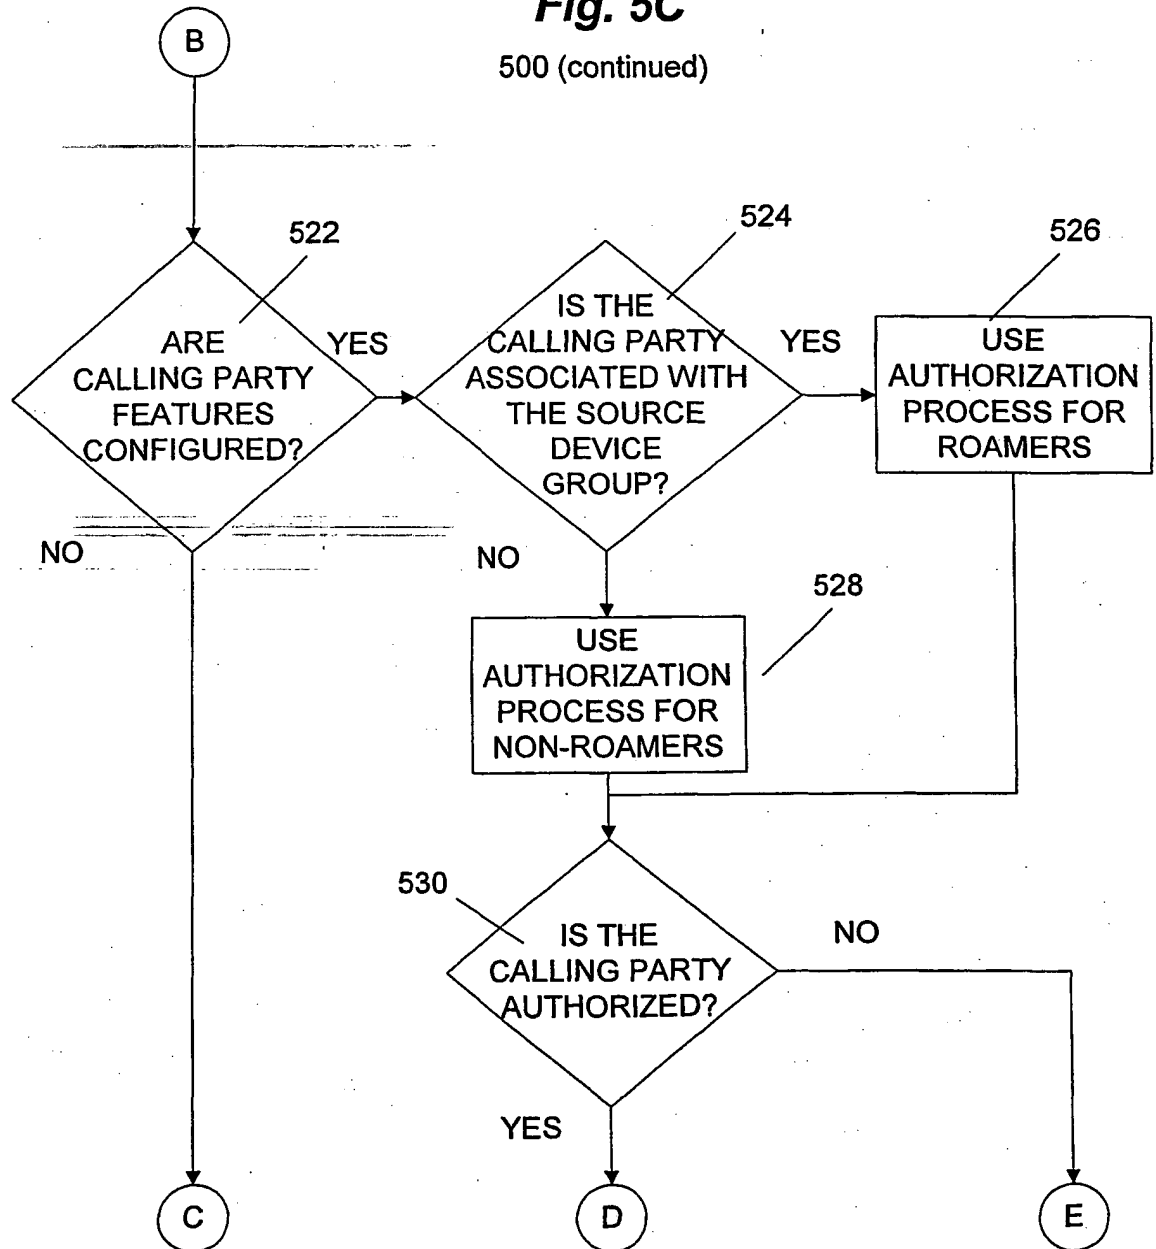 Fig. 5C
500 (continued)
B
522
524
526
ARE
CALLING PARTY
FEATURES
CONFIGURED?
YES
IS THE
CALLING PARTY
ASSOCIATED WITH
THE SOURCE
DEVICE
GROUP?
YES
USE
AUTHORIZATION
PROCESS FOR
ROAMERS
NO
NO
528
USE
AUTHORIZATION
PROCESS FOR
NON-ROAMERS
530
IS THE
CALLING PARTY
AUTHORIZED?
NO
YES
C
D
E